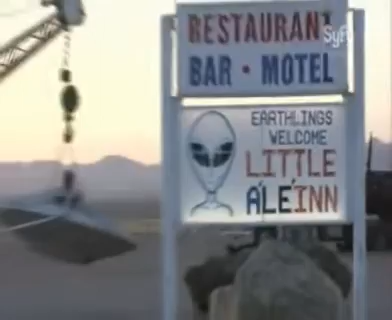 RESTAURANT
Syfy
BAR • MOTEL
EARTHLINGS
WELCOME
LITTLE
A'LE'INN